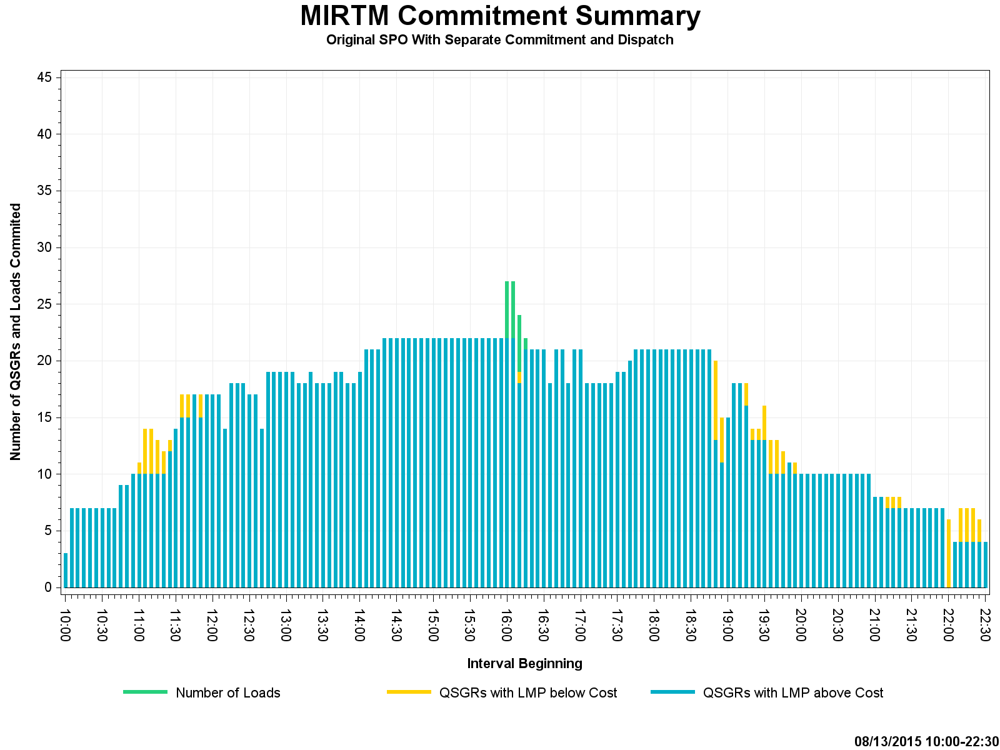 MIRTM Commitment Summary
Original SPO With Separate Commitment and Dispatch
Number of QSGRs and Loads Commited
45
40
35
30
25
20
15
10
5
0
10:00 10:30 11:00 11:30 12:00 12:30 13:00 13:30 14:00 14:30 15:00 15:30 16:00 16:30 17:00 17:30 18:00 18:30 19:00 19:30 20:00 20:30 21:00 21:30 22:00 22:30
Interval Beginning
Number of Loads QSGRs with LMP below Cost QSGRs with LMP above Cost
08/13/2015 10:00-22:30